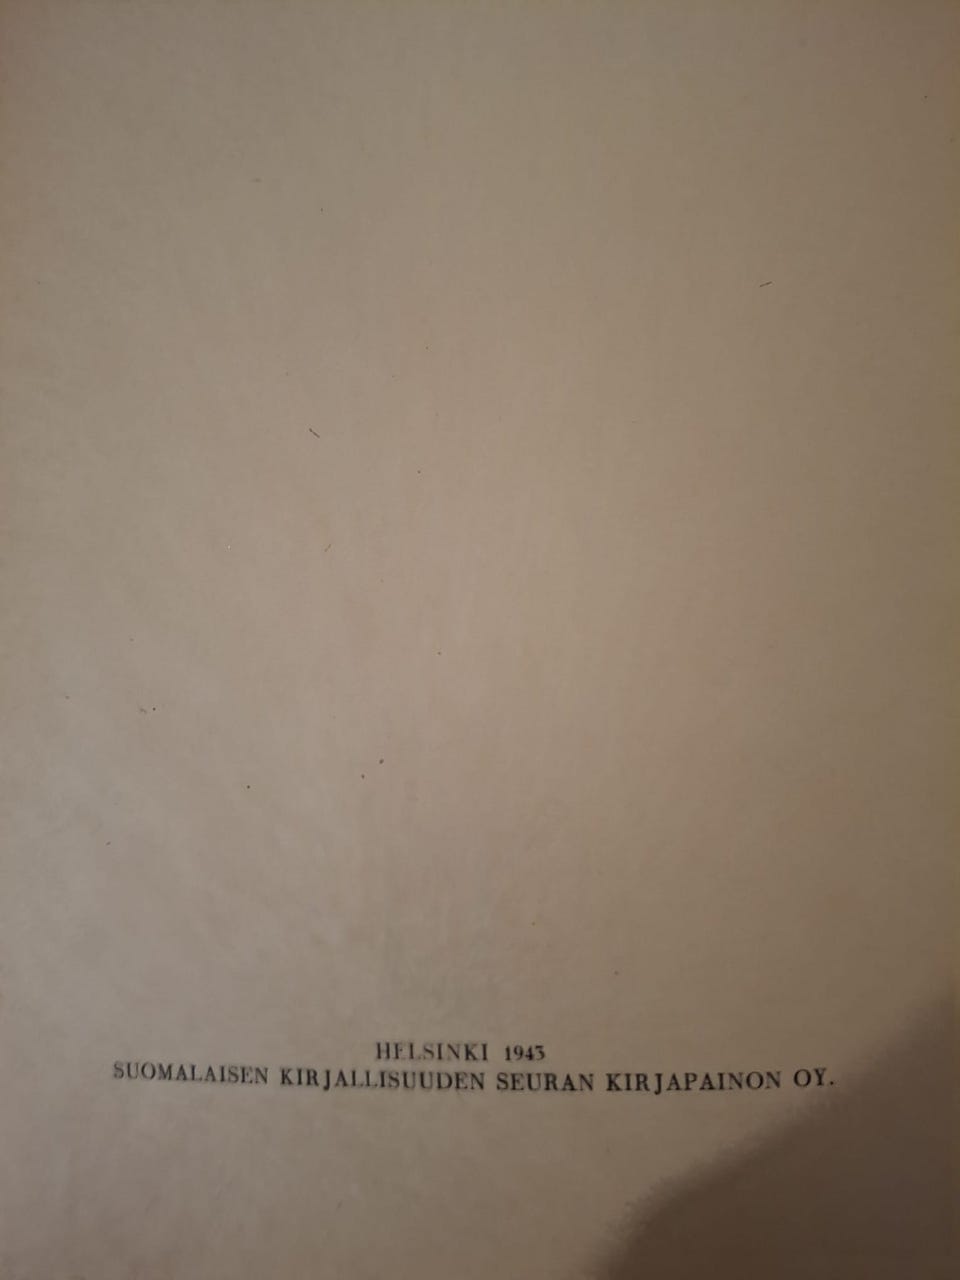 HELSINKI 1943
SUOMALAISEN KIRJALLISUUDEN SEURAN KIRJAPAINON OY.